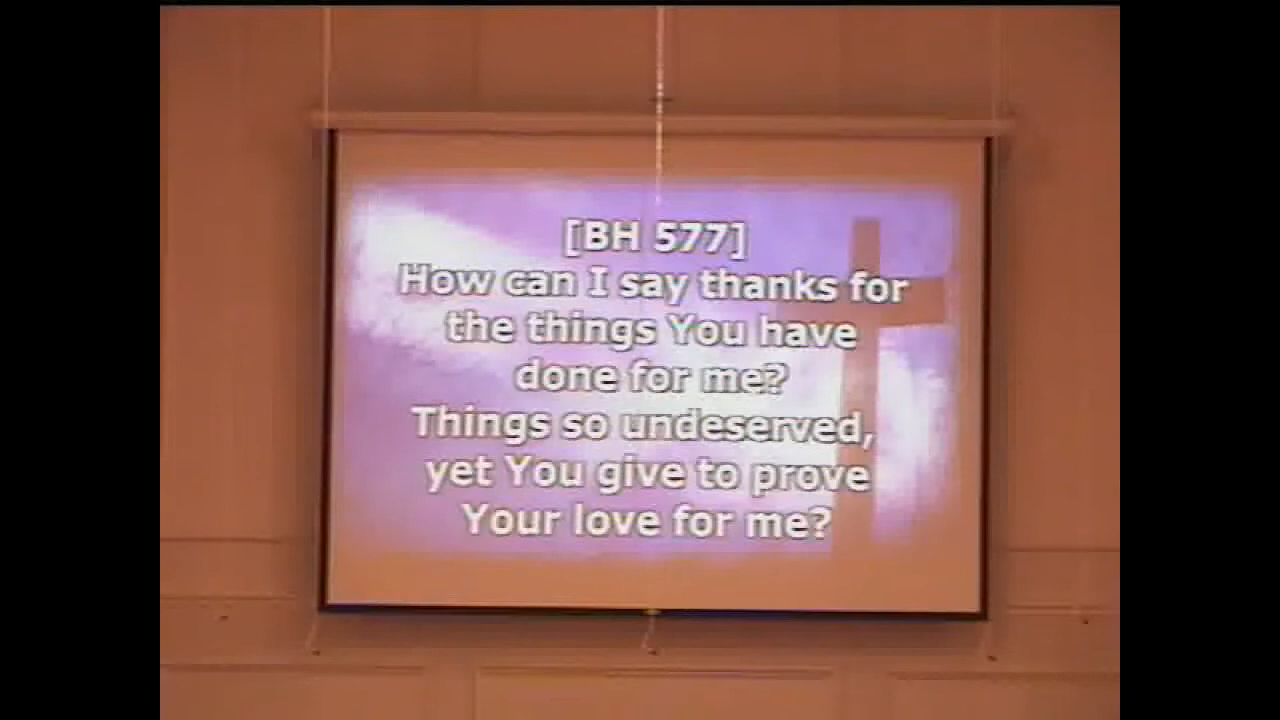 [BH 577]
How can I say thanks for
the things You have
done for me?
Things so undeserved,
yet You give to prove
Your love for me?